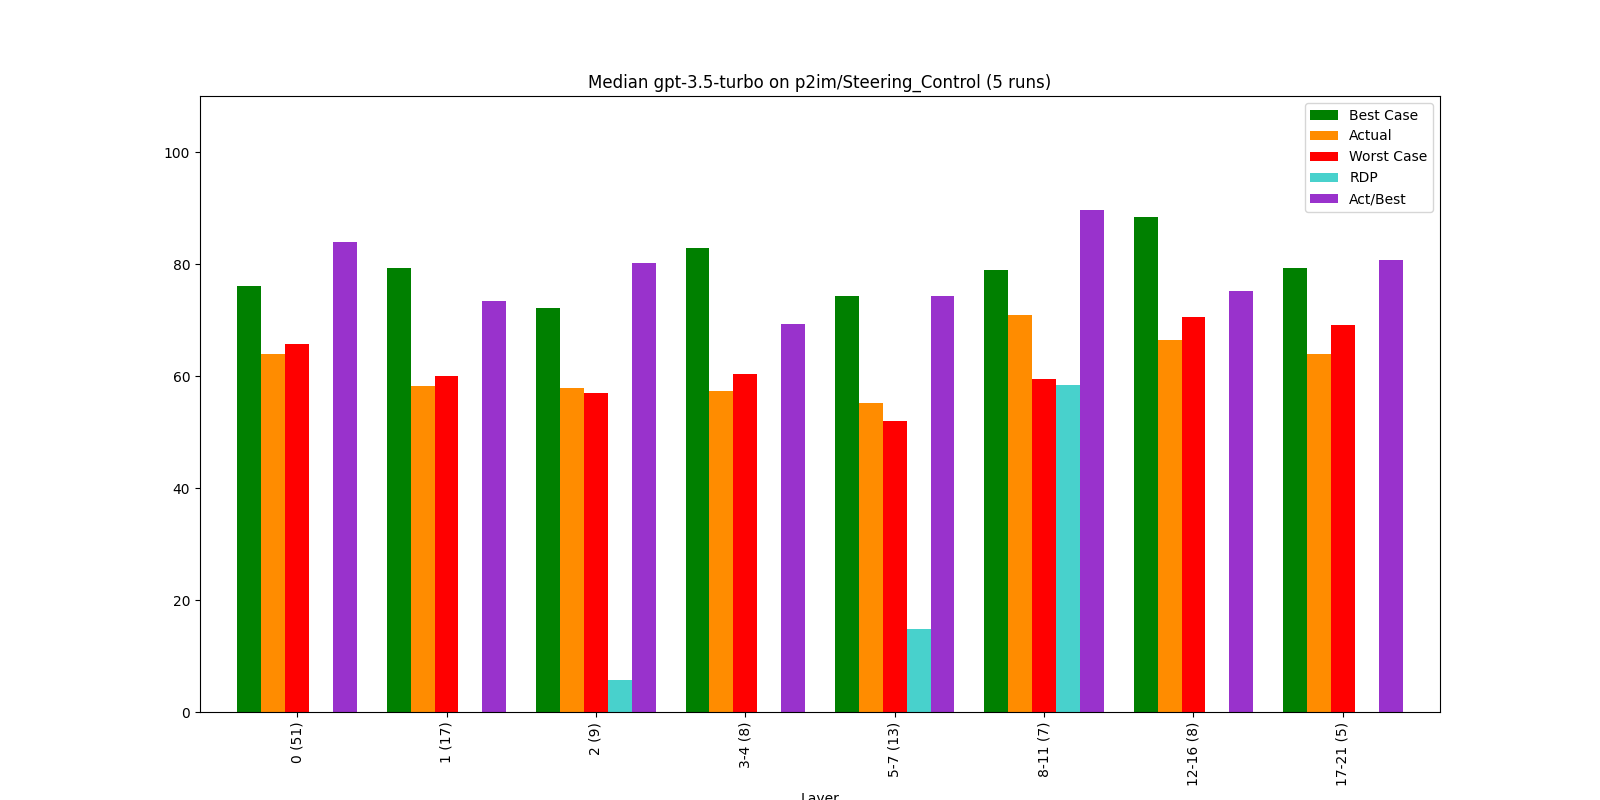 Median gpt-3.5-turbo on p2im/Steering_Control (5 runs)
Best Case
Actual
Worst Case
RDP
Act/Best
100
80
60
40
20
0
0 (51)
1 (17)
2 (9)
3-4 (8)
5-7 (13)
8-11 (7)
12-16 (8)
17-21 (5)
Layer